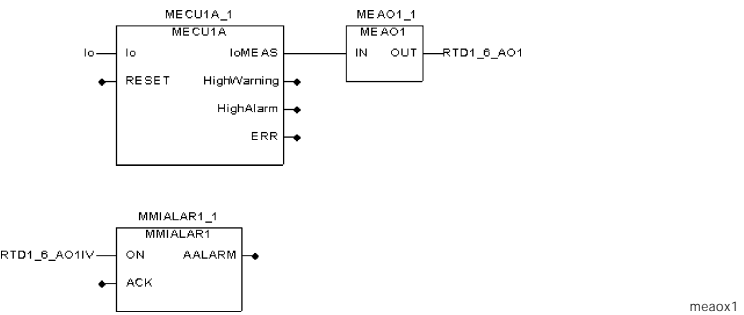 MECU1A_1
MECU1A
Io
Io
IoMEAS
RESET
HighWarning
HighAlarm
ERR
MEAO1_1
MEAO1
IN
OUT
RTD1_6_AO1
MMIALAR1_1
MMIALAR1
RTD1_6_AO1IV
ON
AALARM
ACK
meaox1